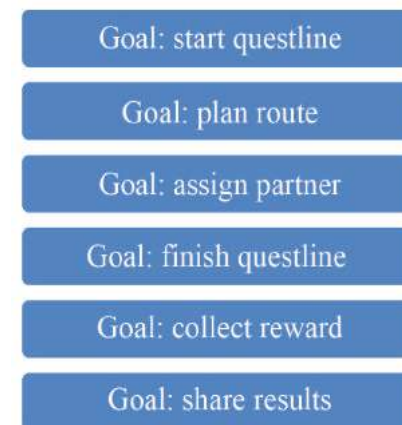 Goal: start questline
Goal: plan route
Goal: assign partner
Goal: finish questline
Goal: collect reward
Goal: share results